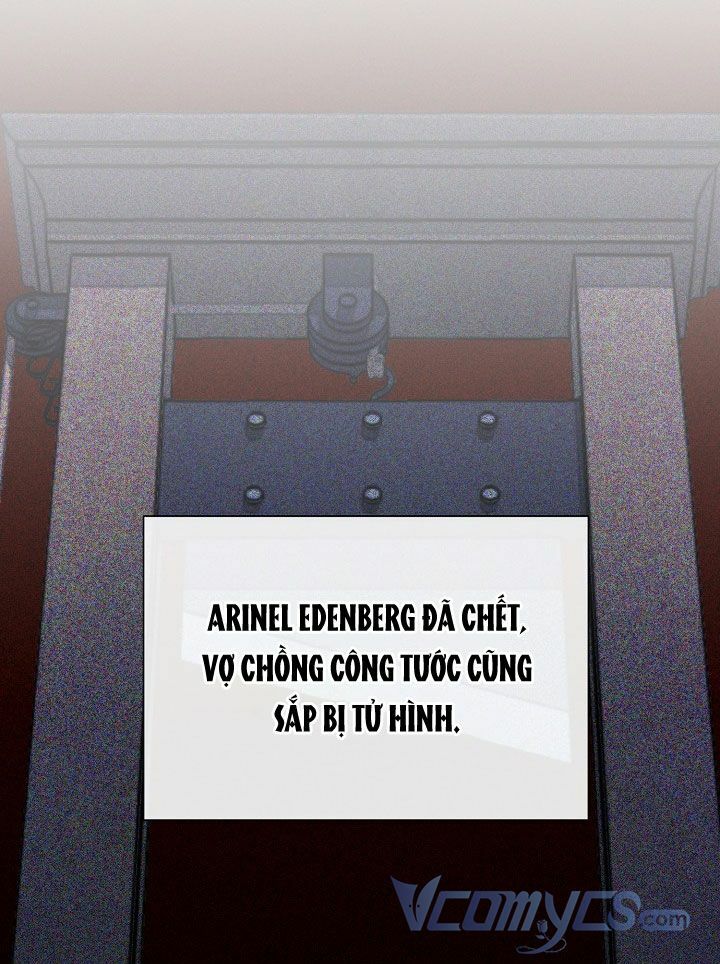 ARINEL EDENBERG ĐÃ CHẾT,
VỢ CHỒNG CÔNG TƯỚC CŨNG
SẮP BỊ TỬ HÌNH.
VCOMYCS.com